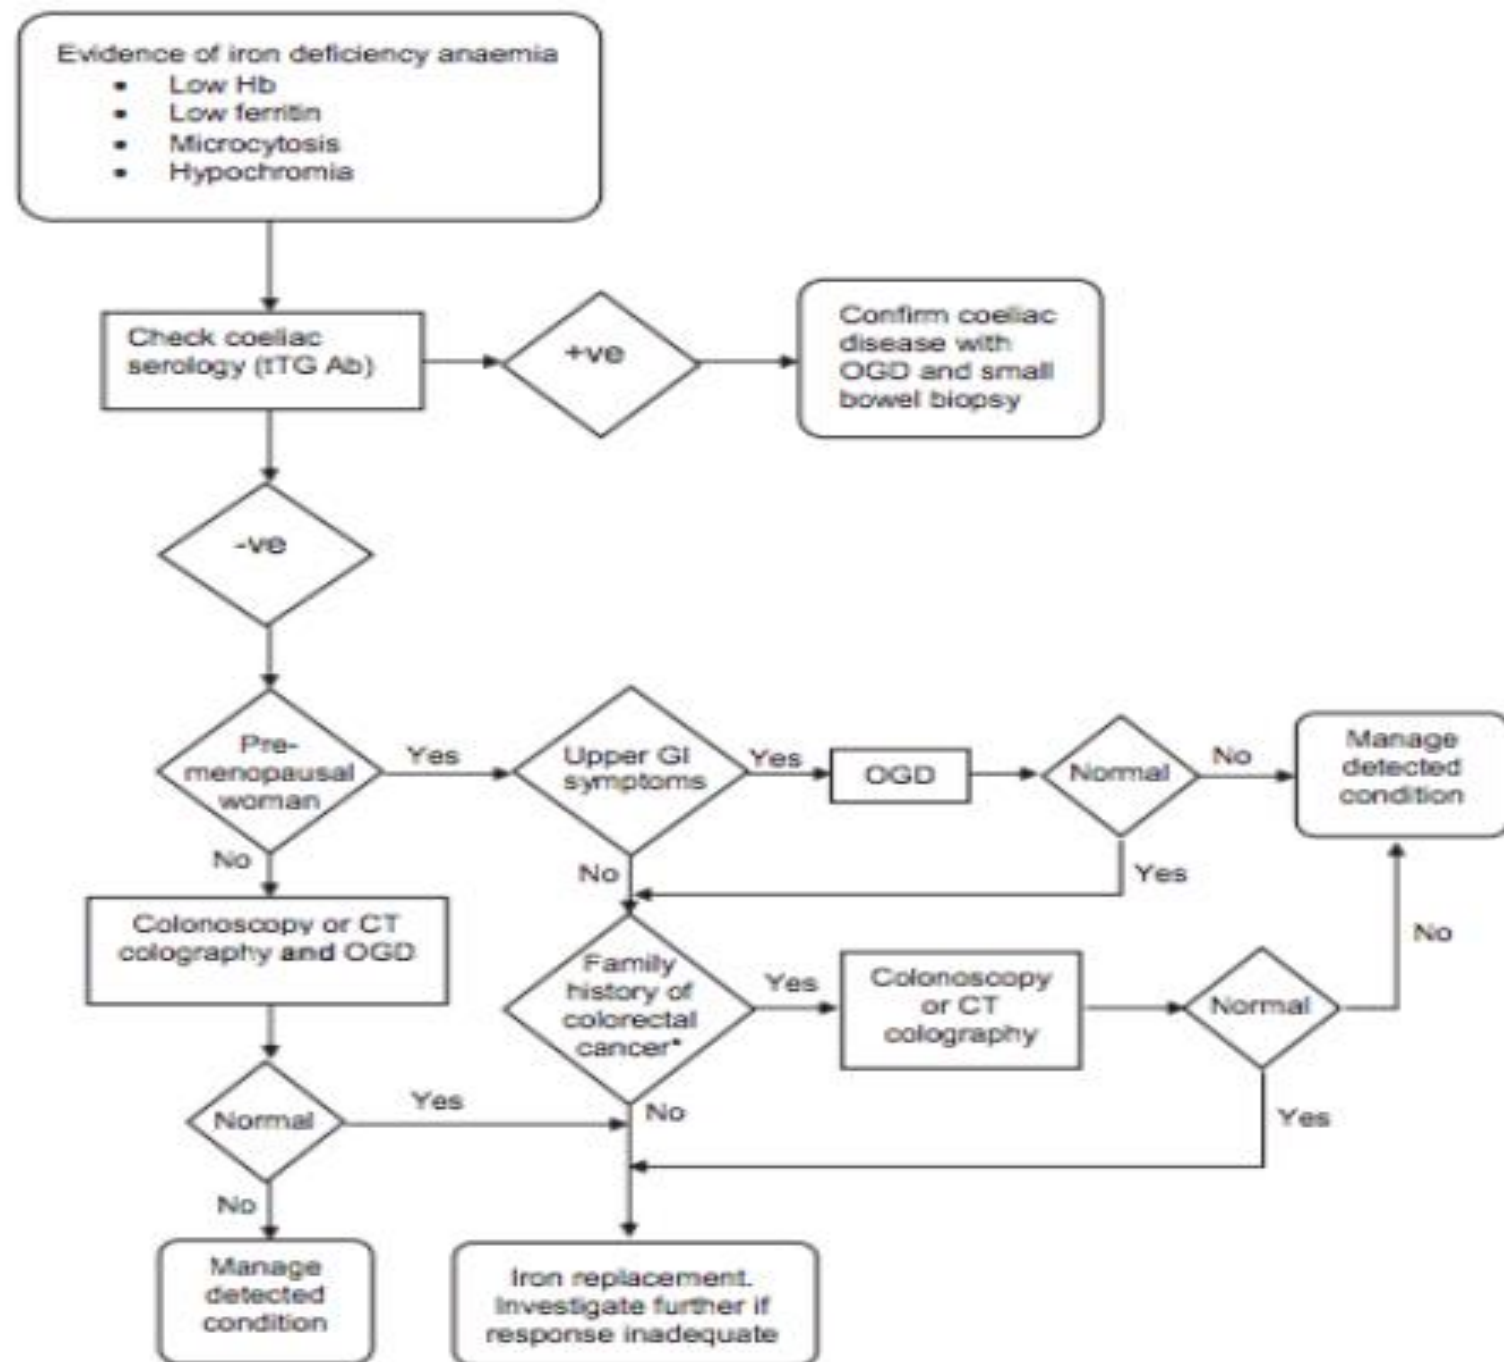 Evidence of iron deficiency anaemia
• Low Hb
• Low ferritin
• Microcytosis
• Hypochromia
Check coeliac
serology (tTG Ab)
+ve
Confirm coeliac
disease with
OGD and small
bowel biopsy
-ve
Pre-
menopausal
woman
Yes
Upper GI
symptoms
Yes
OGD
Normal
No
Manage
detected
condition
No
No
Yes
Colonoscopy or CT
colography and OGD
Family
history of
colorectal
cancer*
Yes
Colonoscopy
or CT
colography
Normal
No
Normal
Yes
No
Yes
No
Manage
detected
condition
Iron replacement.
Investigate further if
response inadequate